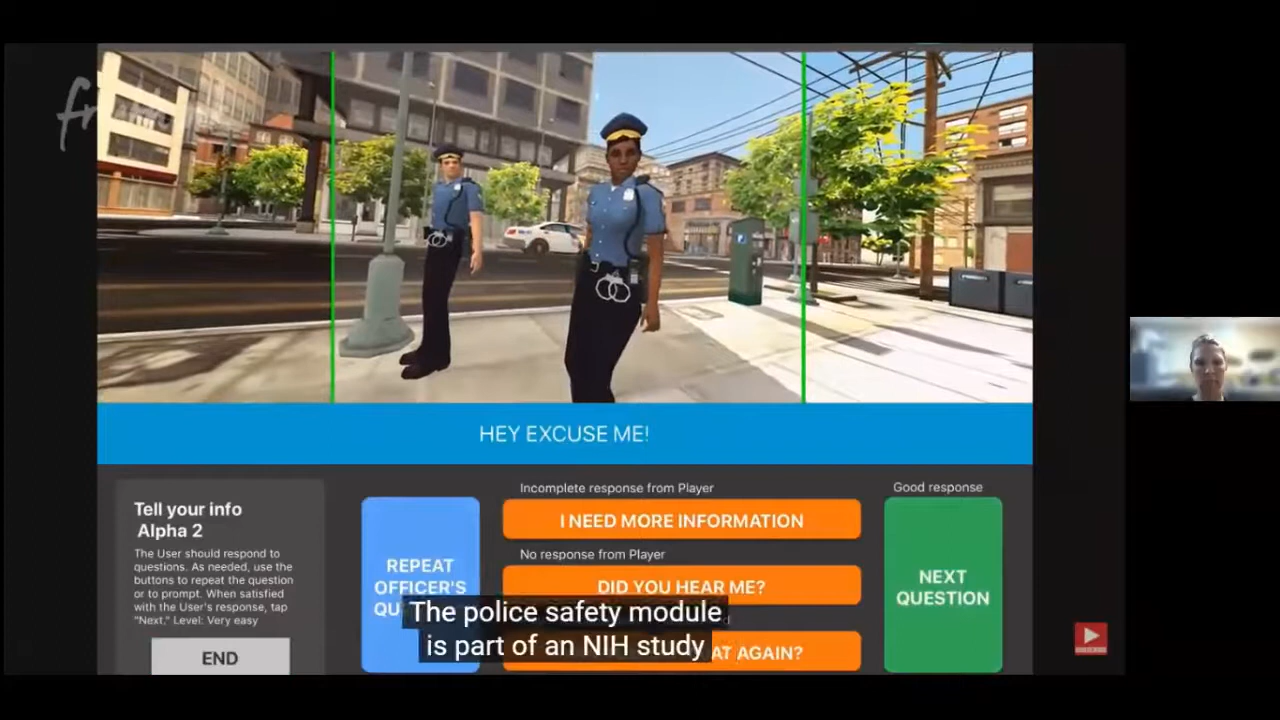 HEY EXCUSE ME!
Tell your info
Alpha 2
The User should respond to
questions. As needed, use the
buttons to repeat the question
or to prompt. When satisfied
with the User's response, tap
"Next." Level: Very easy
END
REPEAT
OFFICER'S
Incomplete response from Player
I NEED MORE INFORMATION
No response from Player
DID YOU HEAR ME?
AGAIN?
Good response
NEXT
QUESTION
The police safety module
is part of an NIH study